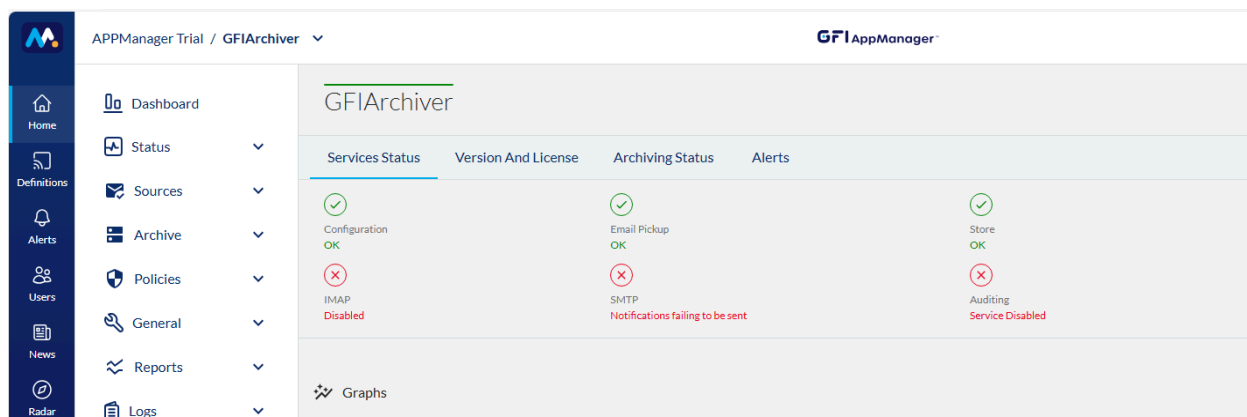 APPManager Trial / GFIArchiver
GFI AppManager
Home
Definitions
Alerts
Users
News
Radar
Dashboard
Status
Sources
Archive
Policies
General
Reports
Logs
GFIArchiver
Services Status Version And License Archiving Status Alerts
Configuration
OK
Email Pickup
OK
Store
OK
IMAP
Disabled
SMTP
Notifications failing to be sent
Auditing
Service Disabled
Graphs